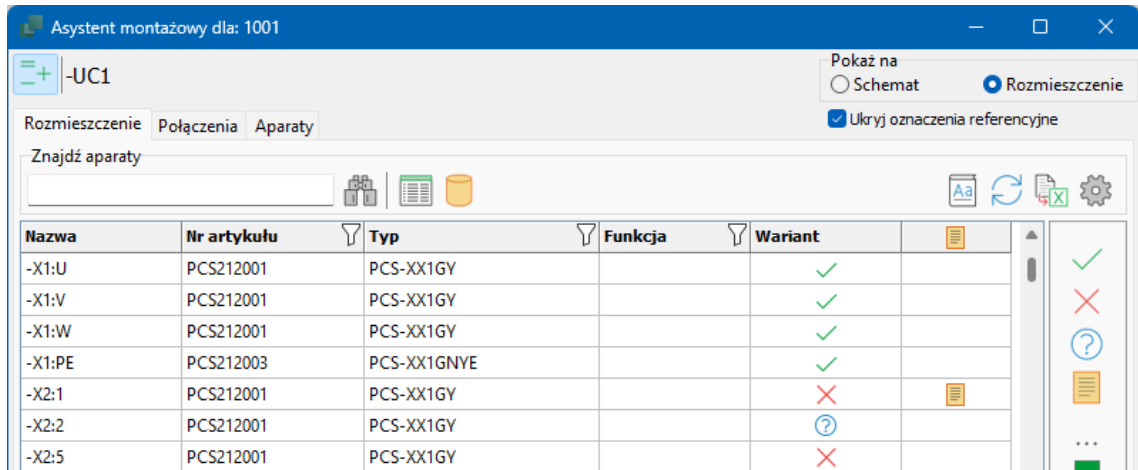 Asystent montażowy dla: 1001
-UC1
Pokaż na
Schemat Rozmieszczenie
Rozmieszczenie Połączenia Aparaty
Ukryj oznaczenia referencyjne
Znajdź aparaty
Aa
X
Nazwa Nr artykułu Typ Funkcja Wariant
-X1:U PCS212001 PCS-XX1GY
-X1:V PCS212001 PCS-XX1GY
-X1:W PCS212001 PCS-XX1GY
-X1:PE PCS212003 PCS-XX1GNYE
-X2:1 PCS212001 PCS-XX1GY
-X2:2 PCS212001 PCS-XX1GY ?
-X2:5 PCS212001 PCS-XX1GY
?
...